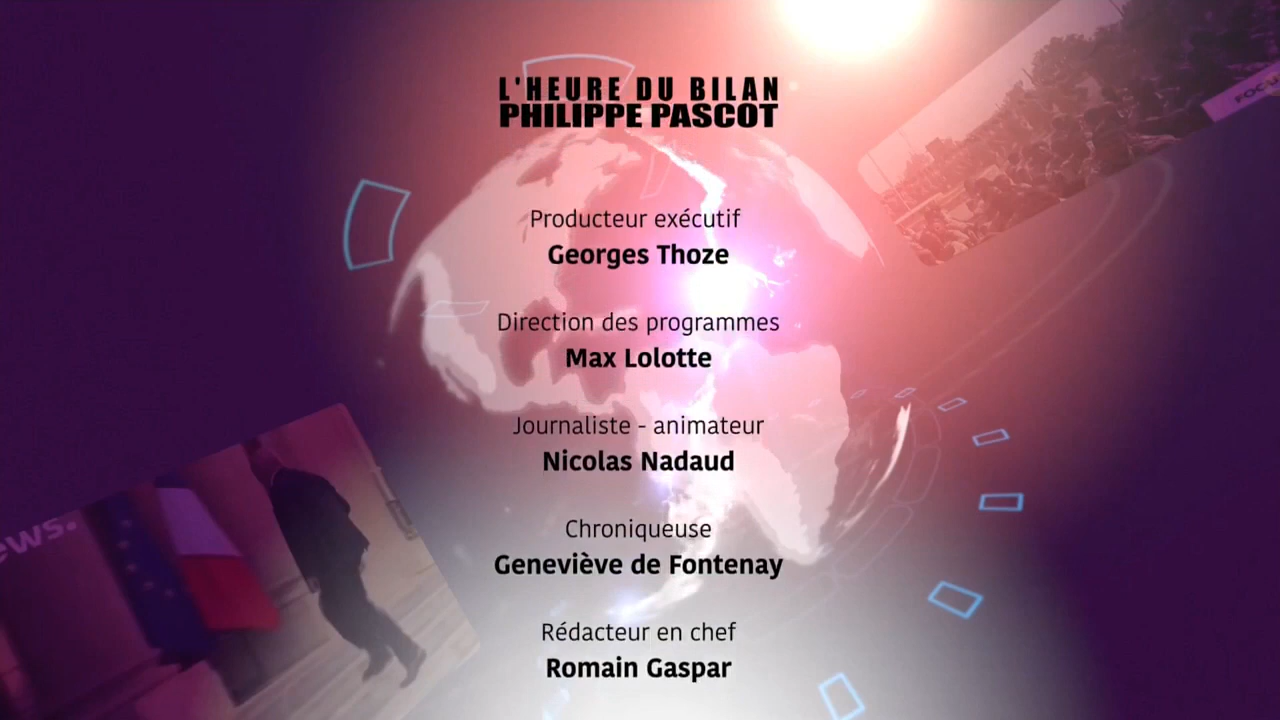 L'HEURE DU BILAN
PHILIPPE PASCOT
Producteur exécutif
Georges Thoze
Direction des programmes
Max Lolotte
Journaliste - animateur
Nicolas Nadaud
Chroniqueuse
Geneviève de Fontenay
Rédacteur en chef
Romain Gaspar